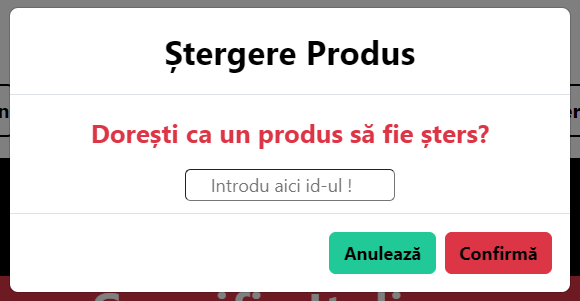 Ștergere Produs
Dorești ca un produs să fie șters?
Introdu aici id-ul !
Anulează
Confirmă